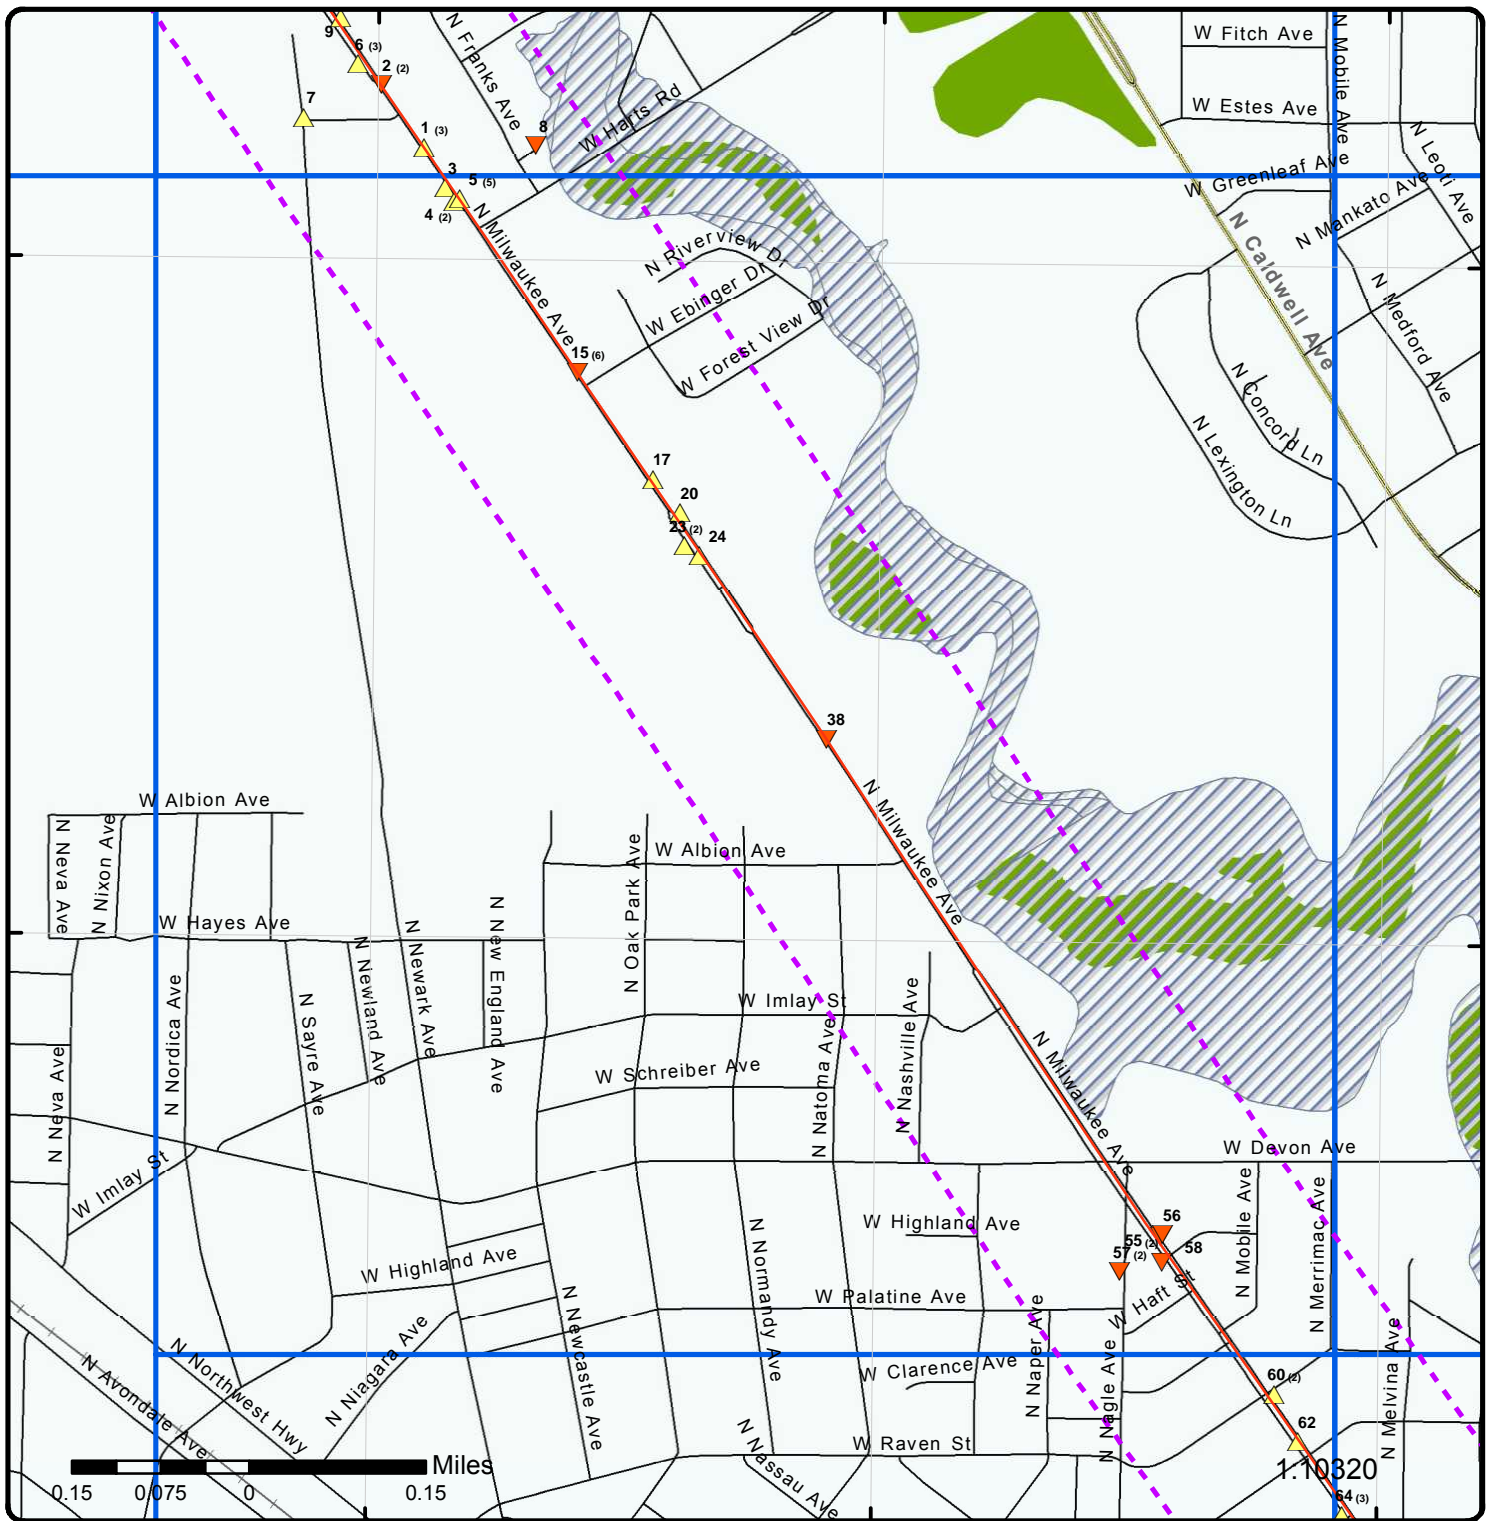 9
6 (3)
2 (2)
N Franks Ave
7
8
W Harts Rd
1 (3)
3
5 (5)
4 (2)
N Milwaukee Ave
N Riverview Dr
W Ebinger Dr
W Forest View Dr
15 (6)
17
20
23 (2)
24
38
W Fitch Ave
N Mobile Ave
W Estes Ave
W Greenleaf Ave
N Leoti Ave
N Mankato Ave
N Caldwell Ave
N Medford Ave
N Concord Ln
N Lexington Ln
W Albion Ave
N Neva Ave
N Nixon Ave
W Hayes Ave
N Milwaukee Ave
W Albion Ave
N Oak Park Ave
N New England Ave
N Newark Ave
N Newland Ave
N Sayre Ave
N Nordica Ave
N Neva Ave
W Imlay St
W Imlay St
W Schreiber Ave
N Natoma Ave
N Nashville Ave
N Milwaukee Ave
W Devon Ave
W Highland Ave
W Highland Ave
56
55 (2)
57 (2)
58
W Haft St
N Mobile Ave
N Merrimac Ave
W Palatine Ave
N Normandy Ave
N Newcastle Ave
N Niagara Ave
N Northwest Hwy
N Avondale Ave
W Clarence Ave
N Naper Ave
N Nagle Ave
N Melvina Ave
60 (2)
62
W Raven St
N Nassau Ave
64 (3)
Miles
0.15 0.075 0 0.15
1:10320